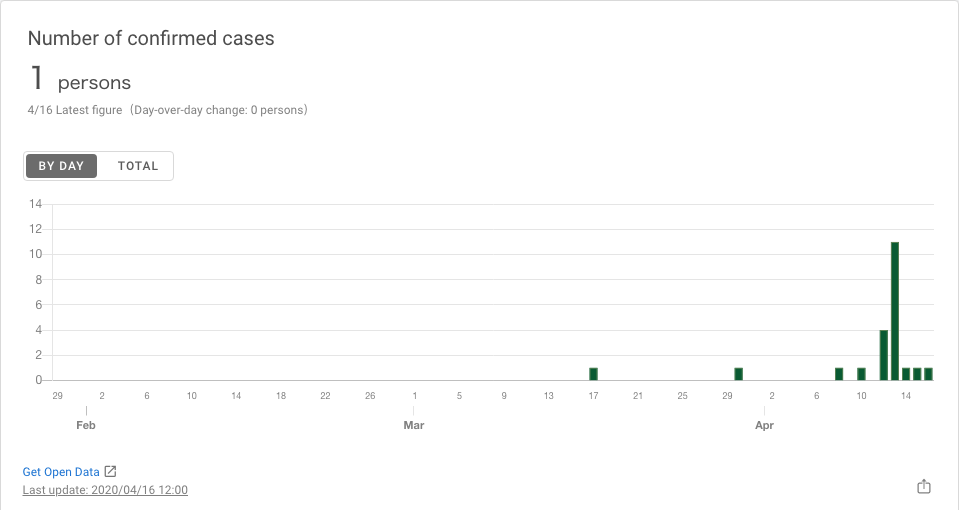 Number of confirmed cases
1 persons
4/16 Latest figure（Day-over-day change: 0 persons）
BY DAY TOTAL
14
12
10
8
6
4
2
0
29 2 6 10 14 18 22 26 1 5 9 13 17 21 25 29 2 6 10 14
Feb Mar Apr
Get Open Data
Last update: 2020/04/16 12:00